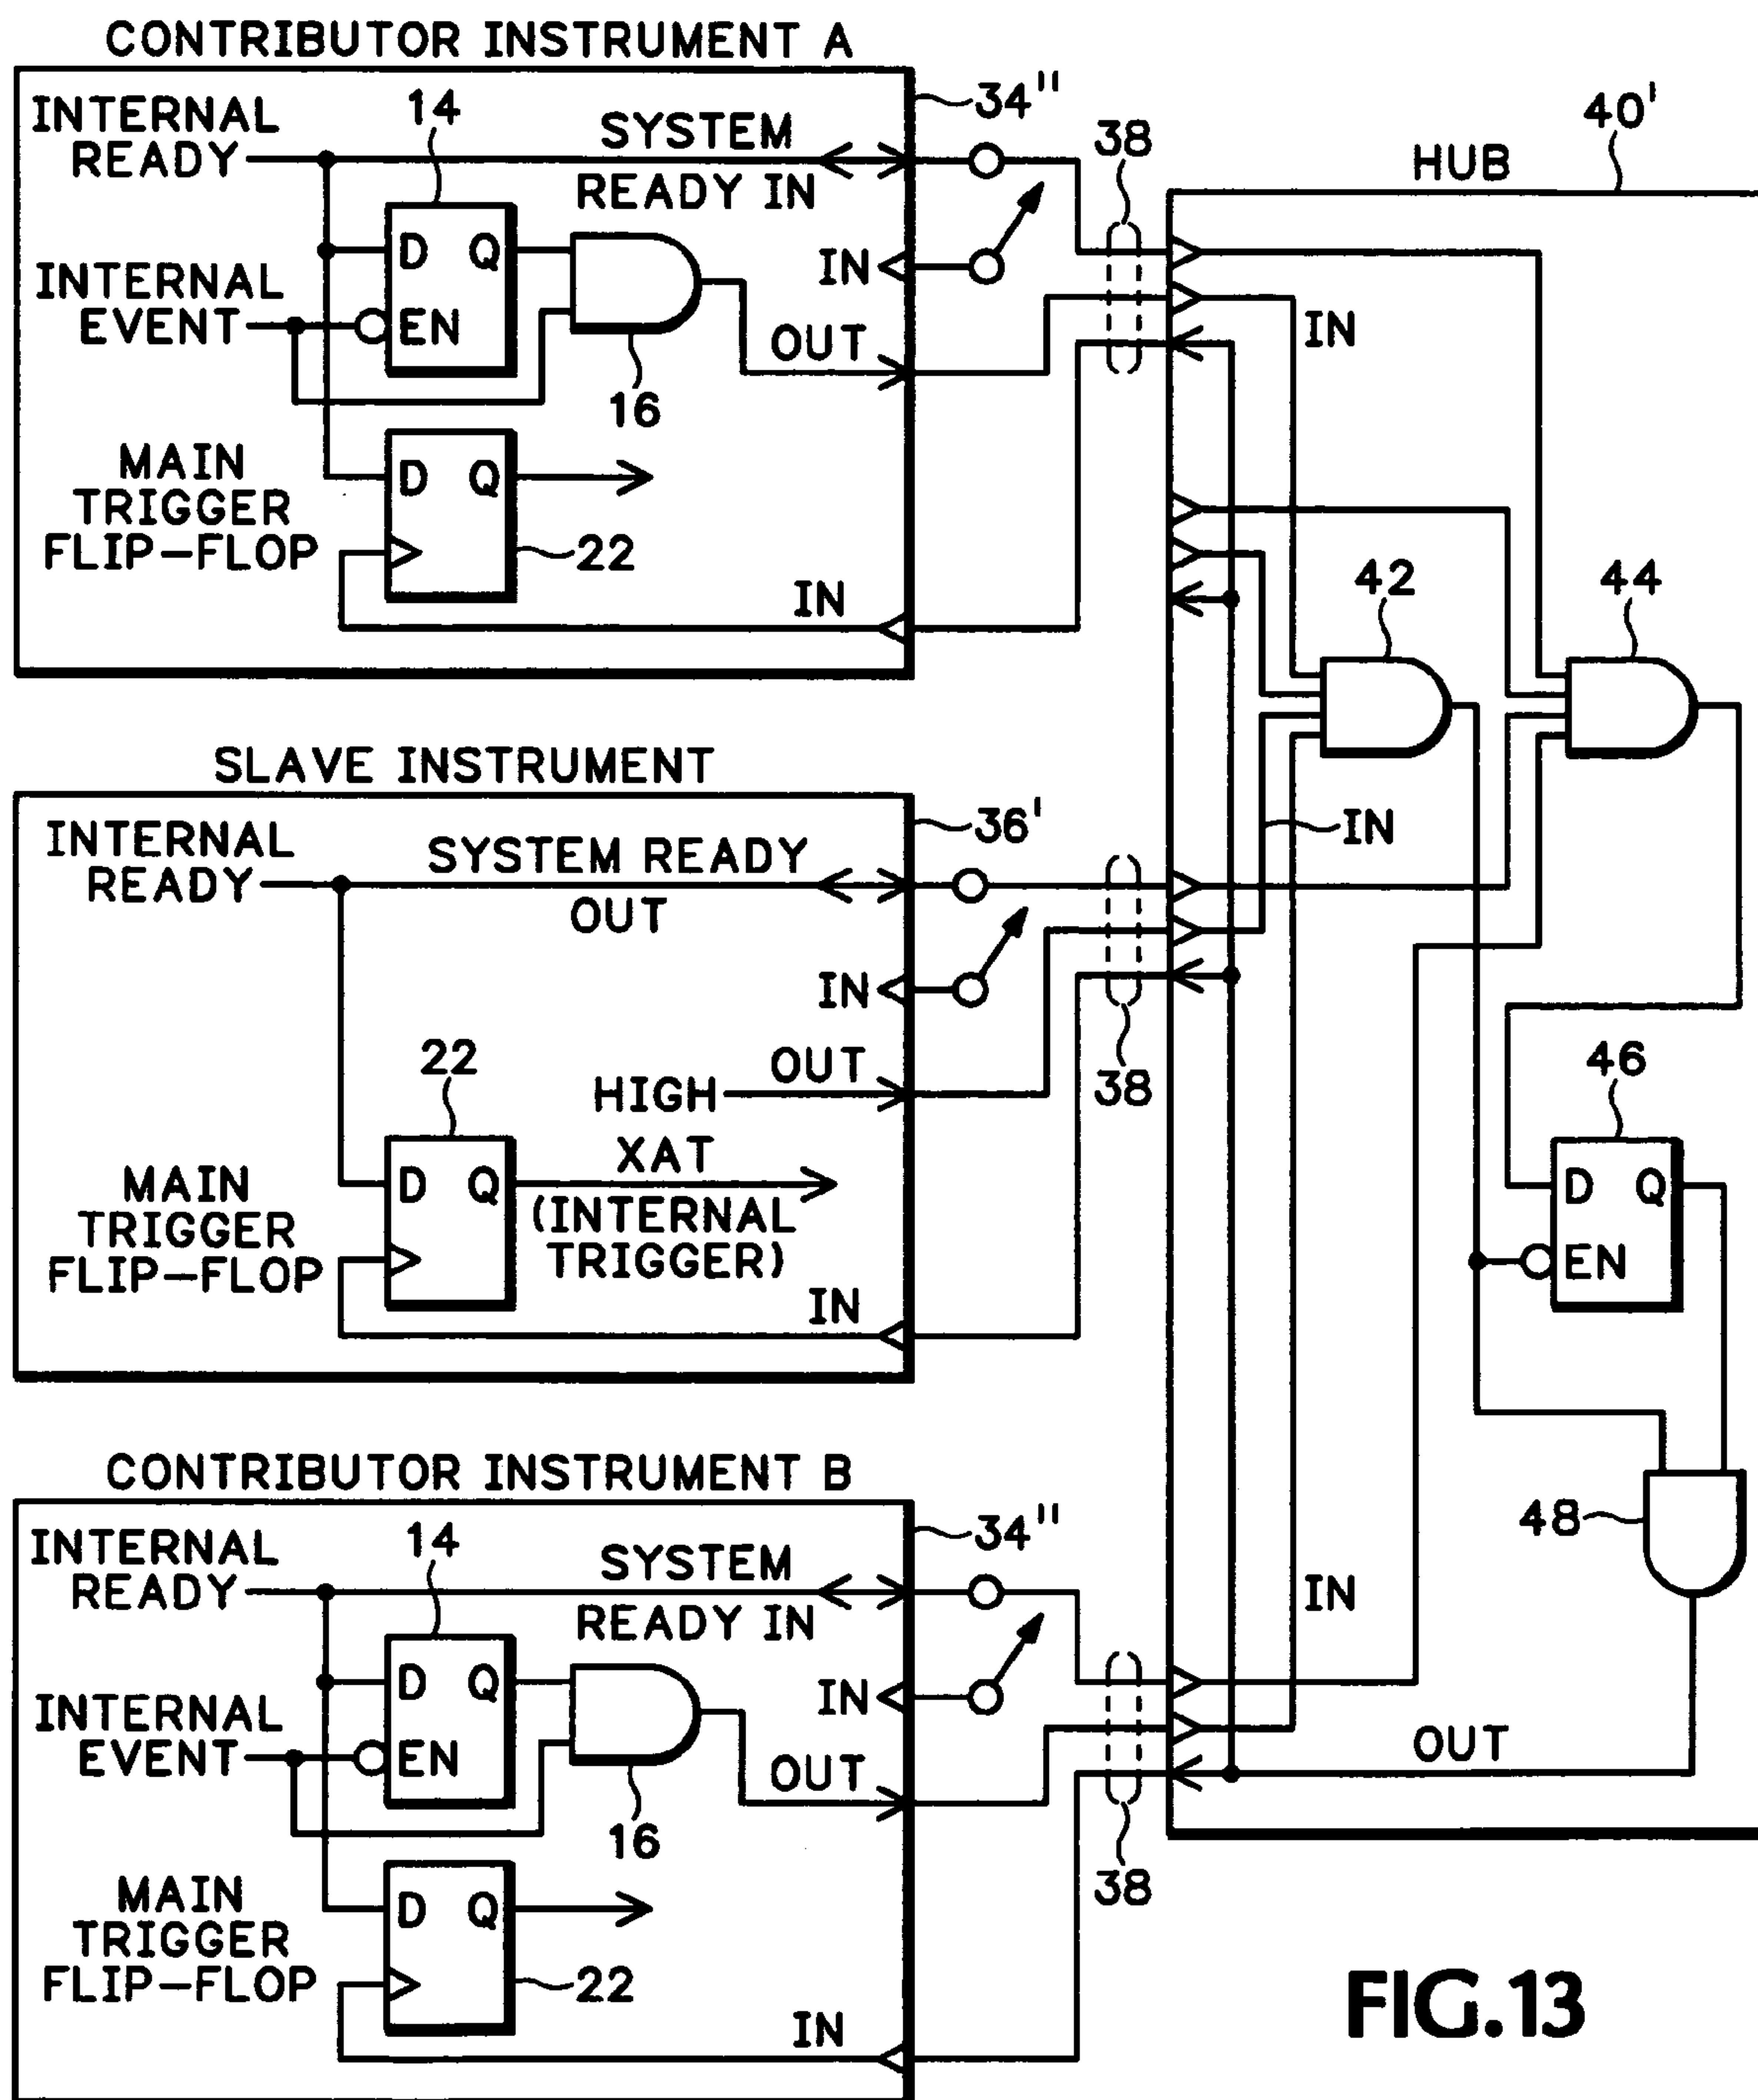 CONTRIBUTOR INSTRUMENT A
INTERNAL
READY
14
SYSTEM
READY IN
34"
38
HUB
40'
D Q
EN
INTERNAL
EVENT
IN
OUT
16
IN
MAIN
TRIGGER
FLIP-FLOP
D Q
22
IN
42
44
SLAVE INSTRUMENT
INTERNAL
READY
SYSTEM READY
OUT
36'
IN
IN
OUT
HIGH
38
22
XAT
(INTERNAL
TRIGGER)
D Q
MAIN
TRIGGER
FLIP-FLOP
IN
46
D Q
EN
48
CONTRIBUTOR INSTRUMENT B
INTERNAL
READY
14
SYSTEM
READY IN
34"
IN
D Q
EN
INTERNAL
EVENT
IN
OUT
OUT
16
38
MAIN
TRIGGER
FLIP-FLOP
D Q
22
IN
FIG.13